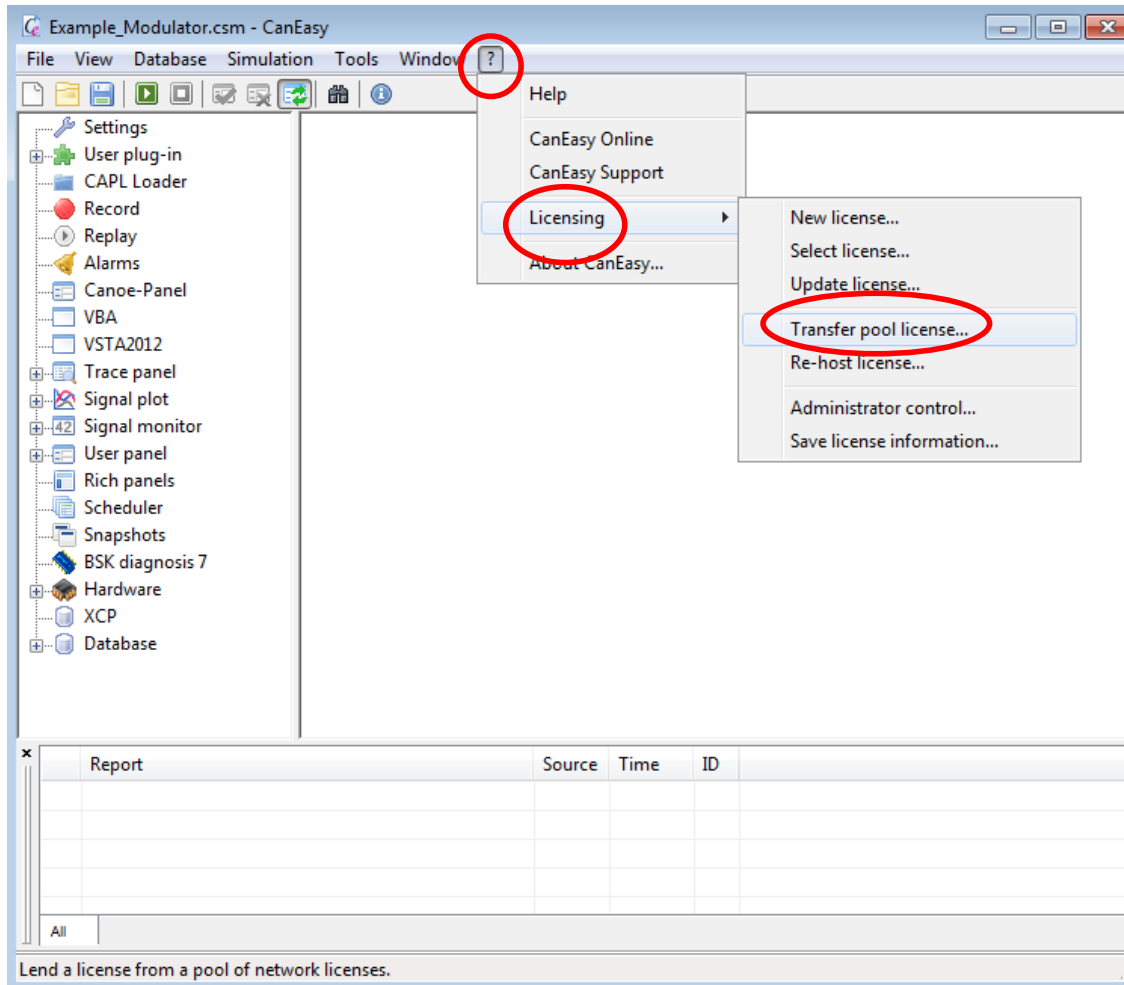 Example_Modulator.csm - CanEasy
File View Database Simulation Tools Window ?
Help
CanEasy Online
CanEasy Support
Licensing
About CanEasy...
New license...
Select license...
Update license...
Transfer pool license...
Re-host license...
Administrator control...
Save license information...
Settings
User plug-in
CAPL Loader
Record
Replay
Alarms
Canoe-Panel
VBA
VSTA2012
Trace panel
Signal plot
42 Signal monitor
User panel
Rich panels
Scheduler
Snapshots
BSK diagnosis 7
Hardware
XCP
Database
Report Source Time ID
All
Lend a license from a pool of network licenses.